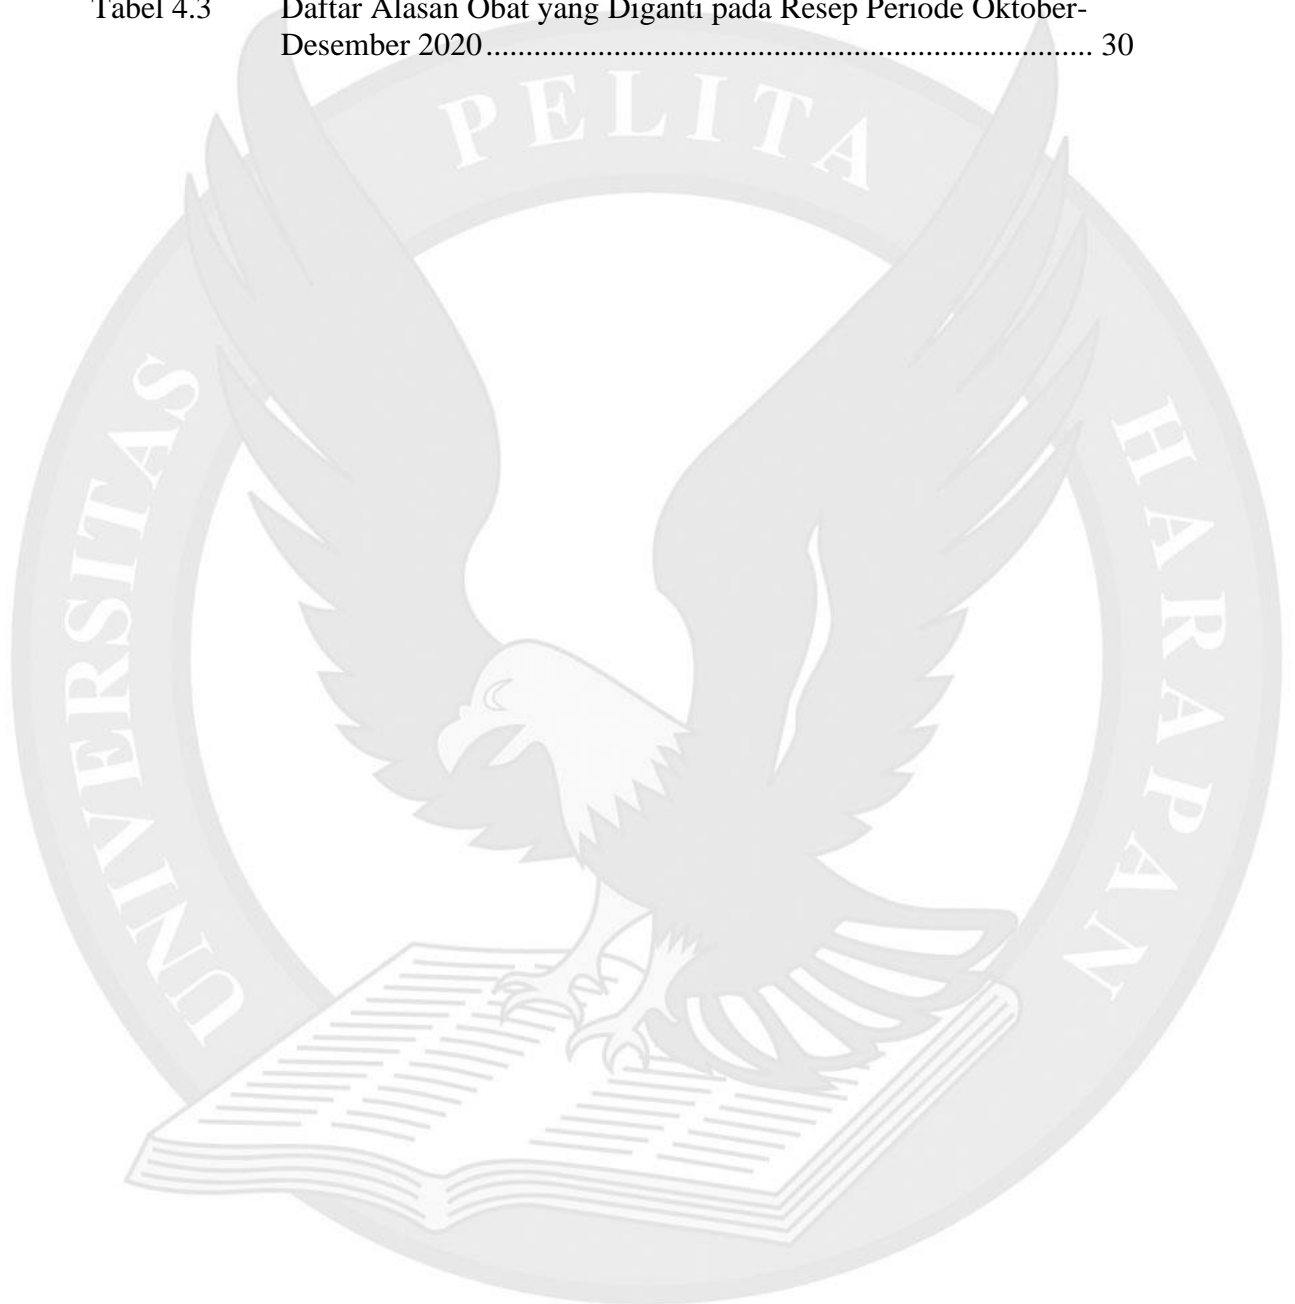 Tabel 4.3 Daftar Alasan Obat yang Diganti pada Resep Periode Oktober-
Desember 2020............................................................................ 30
UNIVERSITAS PELITA HARAPAN